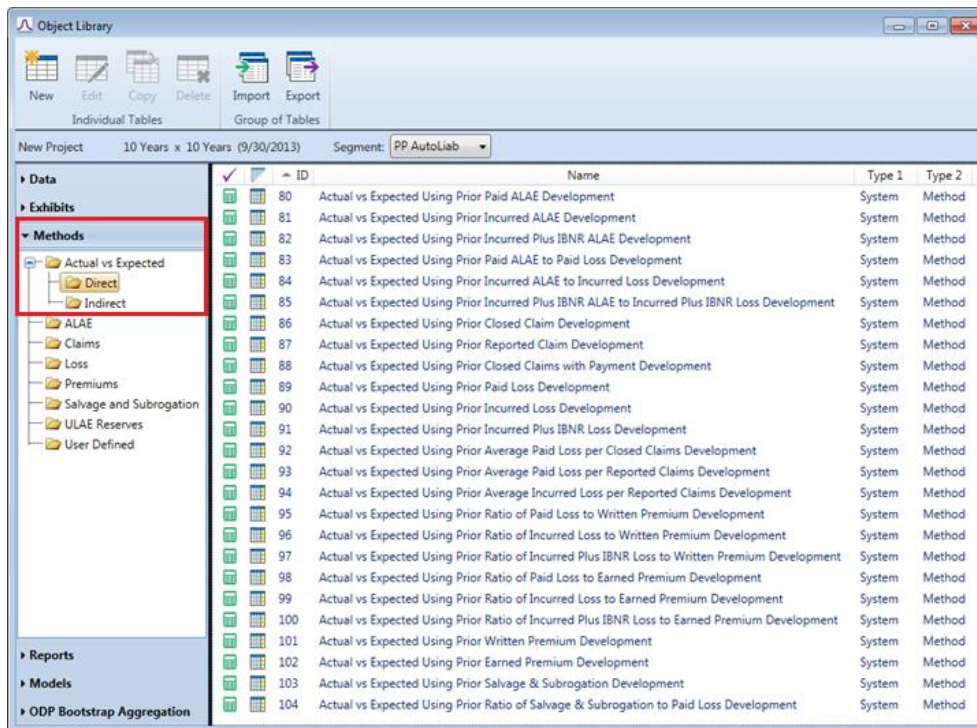 Object Library
New Edit Copy Delete Import Export
Individual Tables Group of Tables
New Project 10 Years x 10 Years (9/30/2013) Segment: PP AutoLiab
Data
Exhibits
Methods
Actual vs Expected
Direct
Indirect
ALAE
Claims
Loss
Premiums
Salvage and Subrogation
ULAE Reserves
User Defined
Reports
Models
ODP Bootstrap Aggregation
ID Name Type 1 Type 2
80 Actual vs Expected Using Prior Paid ALAE Development System Method
81 Actual vs Expected Using Prior Incurred ALAE Development System Method
82 Actual vs Expected Using Prior Incurred Plus IBNR ALAE Development System Method
83 Actual vs Expected Using Prior Paid ALAE to Paid Loss Development System Method
84 Actual vs Expected Using Prior Incurred ALAE to Incurred Loss Development System Method
85 Actual vs Expected Using Prior Incurred Plus IBNR ALAE to Incurred Plus IBNR Loss Development System Method
86 Actual vs Expected Using Prior Closed Claim Development System Method
87 Actual vs Expected Using Prior Reported Claim Development System Method
88 Actual vs Expected Using Prior Closed Claims with Payment Development System Method
89 Actual vs Expected Using Prior Paid Loss Development System Method
90 Actual vs Expected Using Prior Incurred Loss Development System Method
91 Actual vs Expected Using Prior Incurred Plus IBNR Loss Development System Method
92 Actual vs Expected Using Prior Average Paid Loss per Closed Claims Development System Method
93 Actual vs Expected Using Prior Average Paid Loss per Reported Claims Development System Method
94 Actual vs Expected Using Prior Average Incurred Loss per Reported Claims Development System Method
95 Actual vs Expected Using Prior Ratio of Paid Loss to Written Premium Development System Method
96 Actual vs Expected Using Prior Ratio of Incurred Loss to Written Premium Development System Method
97 Actual vs Expected Using Prior Ratio of Incurred Plus IBNR Loss to Written Premium Development System Method
98 Actual vs Expected Using Prior Ratio of Paid Loss to Earned Premium Development System Method
99 Actual vs Expected Using Prior Ratio of Incurred Loss to Earned Premium Development System Method
100 Actual vs Expected Using Prior Ratio of Incurred Plus IBNR Loss to Earned Premium Development System Method
101 Actual vs Expected Using Prior Written Premium Development System Method
102 Actual vs Expected Using Prior Earned Premium Development System Method
103 Actual vs Expected Using Prior Salvage & Subrogation Development System Method
104 Actual vs Expected Using Prior Ratio of Salvage & Subrogation to Paid Loss Development System Method